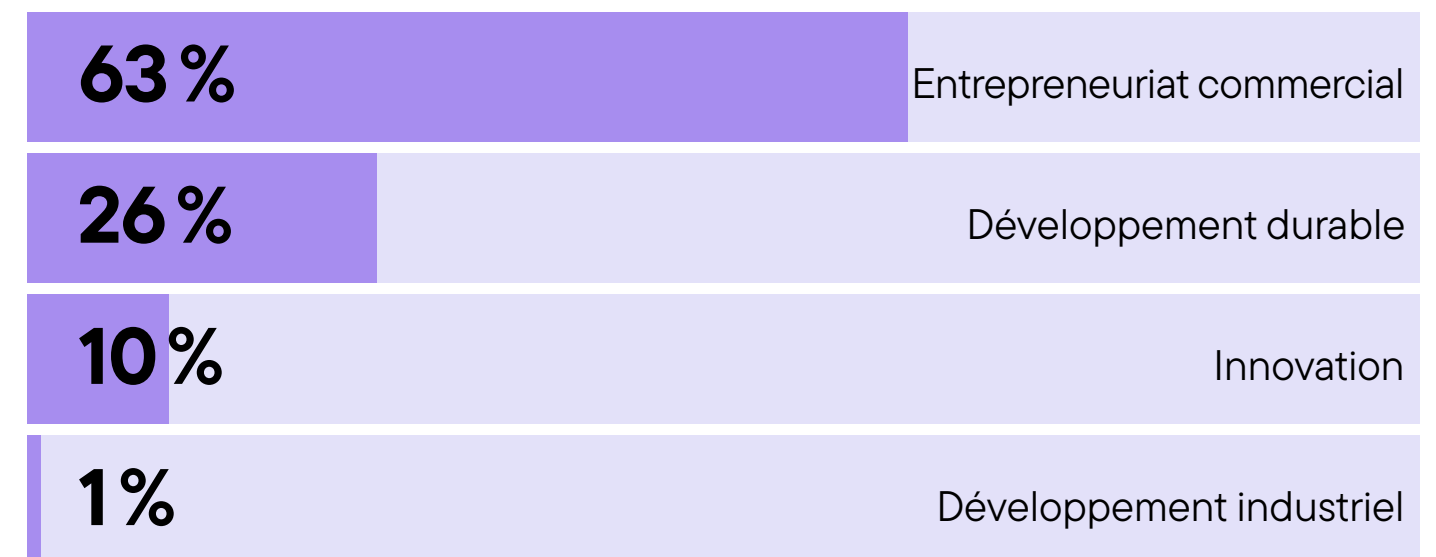 63 % Entrepreneuriat commercial
26 % Développement durable
10 % Innovation
1 % Développement industriel